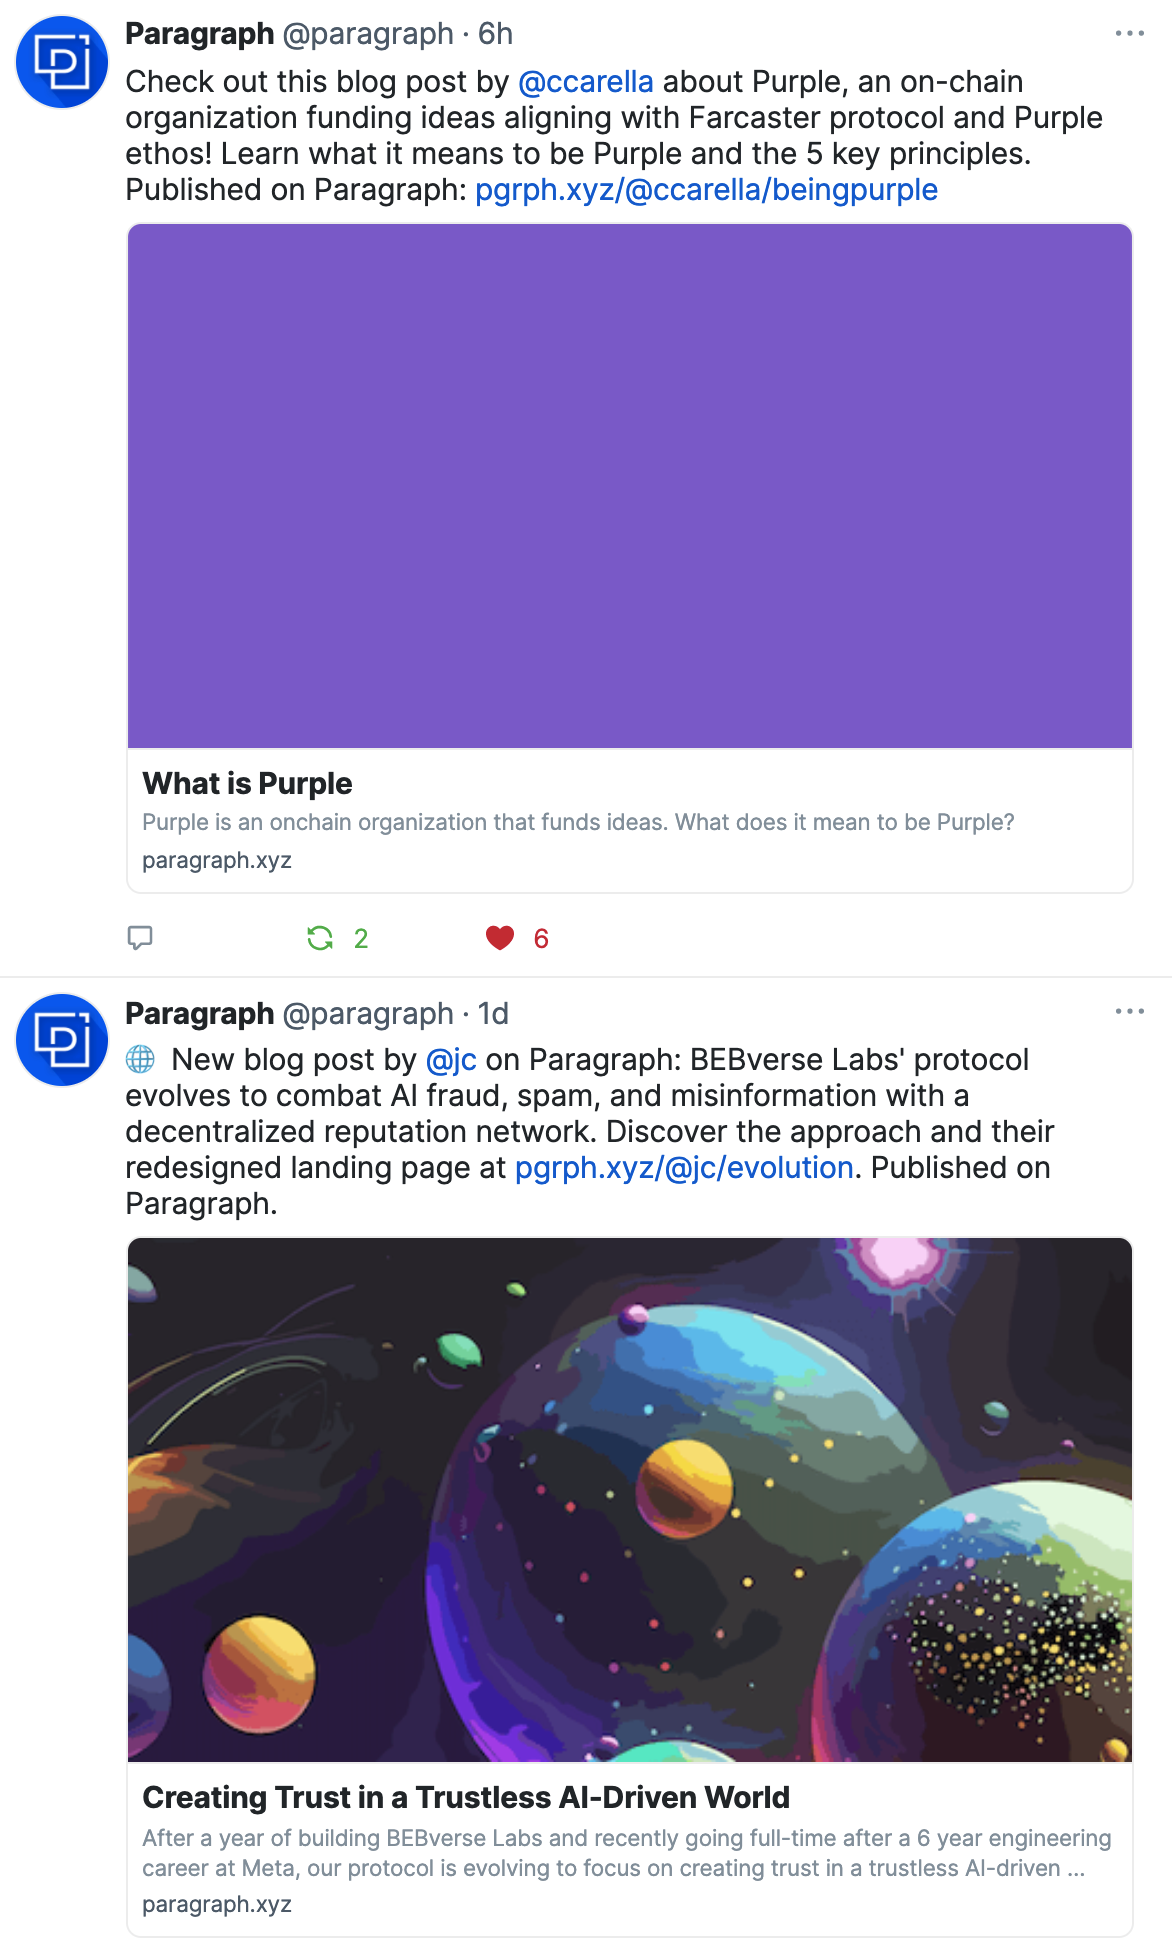 Paragraph @paragraph · 6h
Check out this blog post by @ccarella about Purple, an on-chain
organization funding ideas aligning with Farcaster protocol and Purple
ethos! Learn what it means to be Purple and the 5 key principles.
Published on Paragraph: pgrph.xyz/@ccarella/beingpurple
What is Purple
Purple is an onchain organization that funds ideas. What does it mean to be Purple?
paragraph.xyz
2 6
Paragraph @paragraph · 1d
🌐 New blog post by @jc on Paragraph: BEBverse Labs' protocol
evolves to combat AI fraud, spam, and misinformation with a
decentralized reputation network. Discover the approach and their
redesigned landing page at pgrph.xyz/@jc/evolution. Published on
Paragraph.
Creating Trust in a Trustless AI-Driven World
After a year of building BEBverse Labs and recently going full-time after a 6 year engineering
career at Meta, our protocol is evolving to focus on creating trust in a trustless AI-driven ...
paragraph.xyz